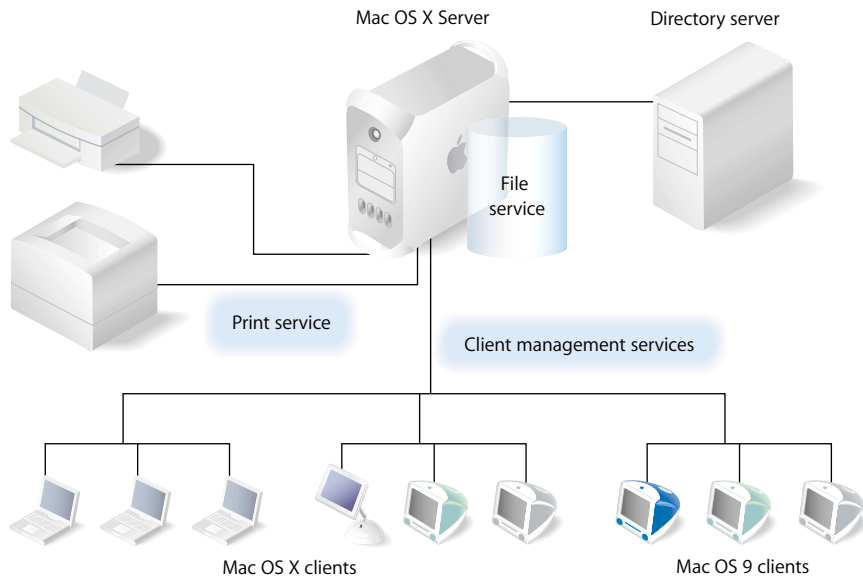 Mac OS X Server
Directory server
File
service
Print service
Client management services
Mac OS X clients
Mac OS 9 clients